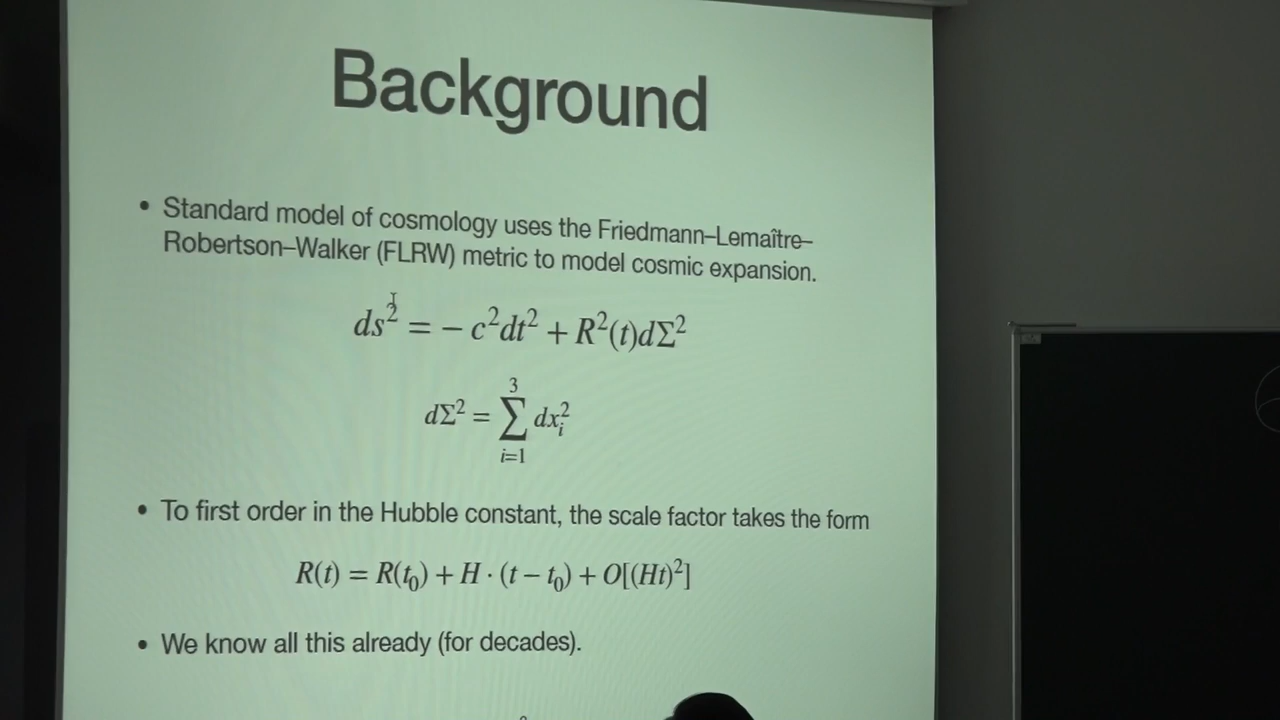 Background
• Standard model of cosmology uses the Friedmann–Lemaître–
Robertson–Walker (FLRW) metric to model cosmic expansion.
ds² = − c²dt² + R²(t)dΣ²
dΣ² = ∑_{i=1}^{3} dx_i²
• To first order in the Hubble constant, the scale factor takes the form
R(t) = R(t₀) + H · (t − t₀) + O[(Ht)²]
• We know all this already (for decades).